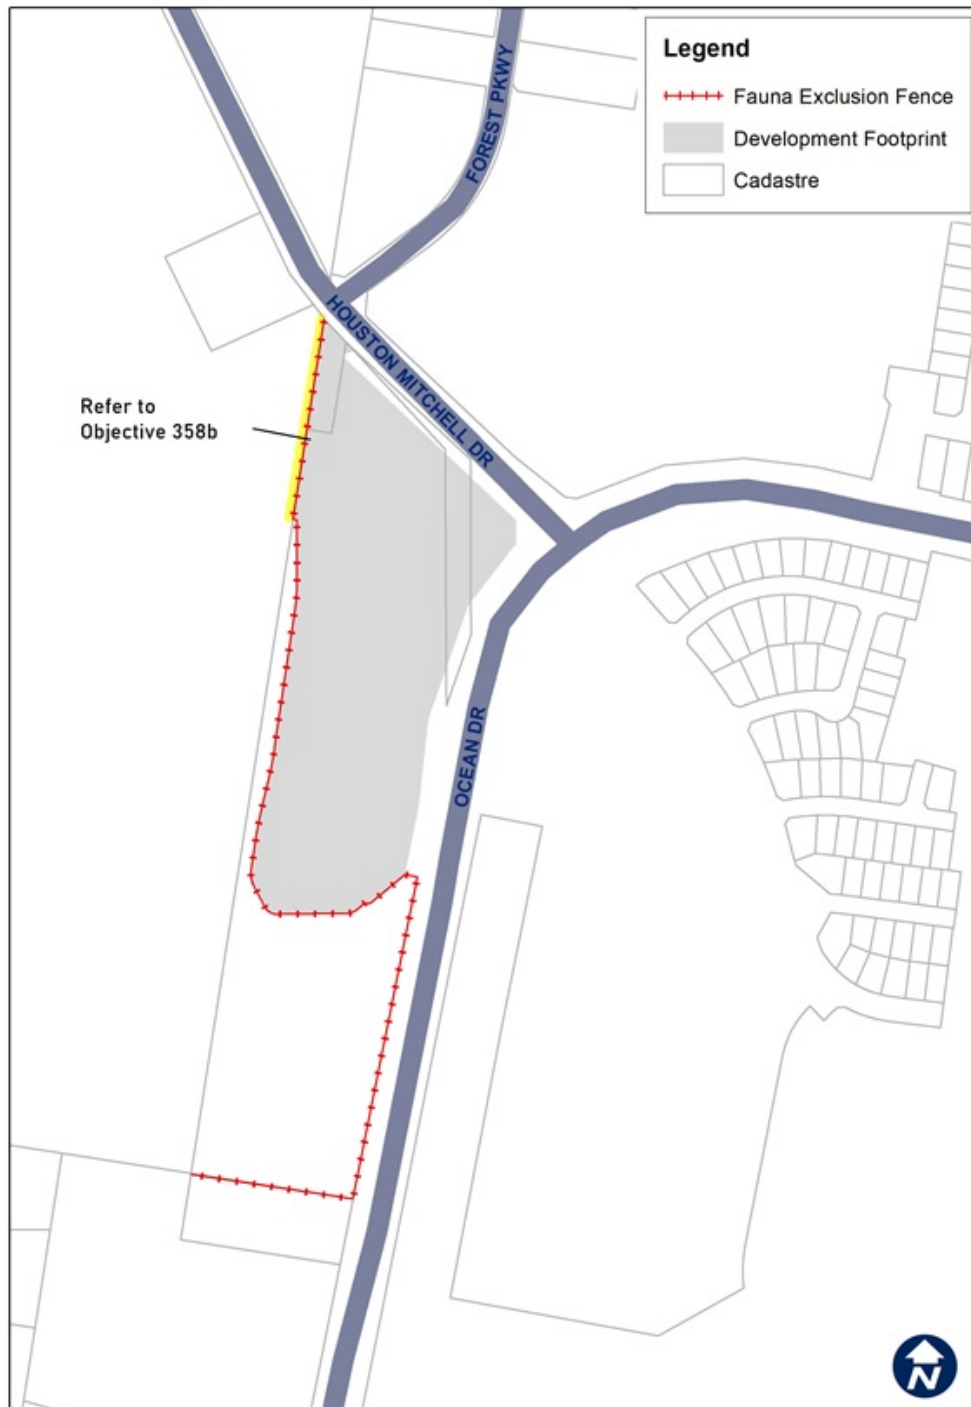 Legend
Fauna Exclusion Fence
Development Footprint
Cadastre
FOREST PKWY
HOUSTON MITCHELL DR
Refer to
Objective 358b
OCEAN DR
N